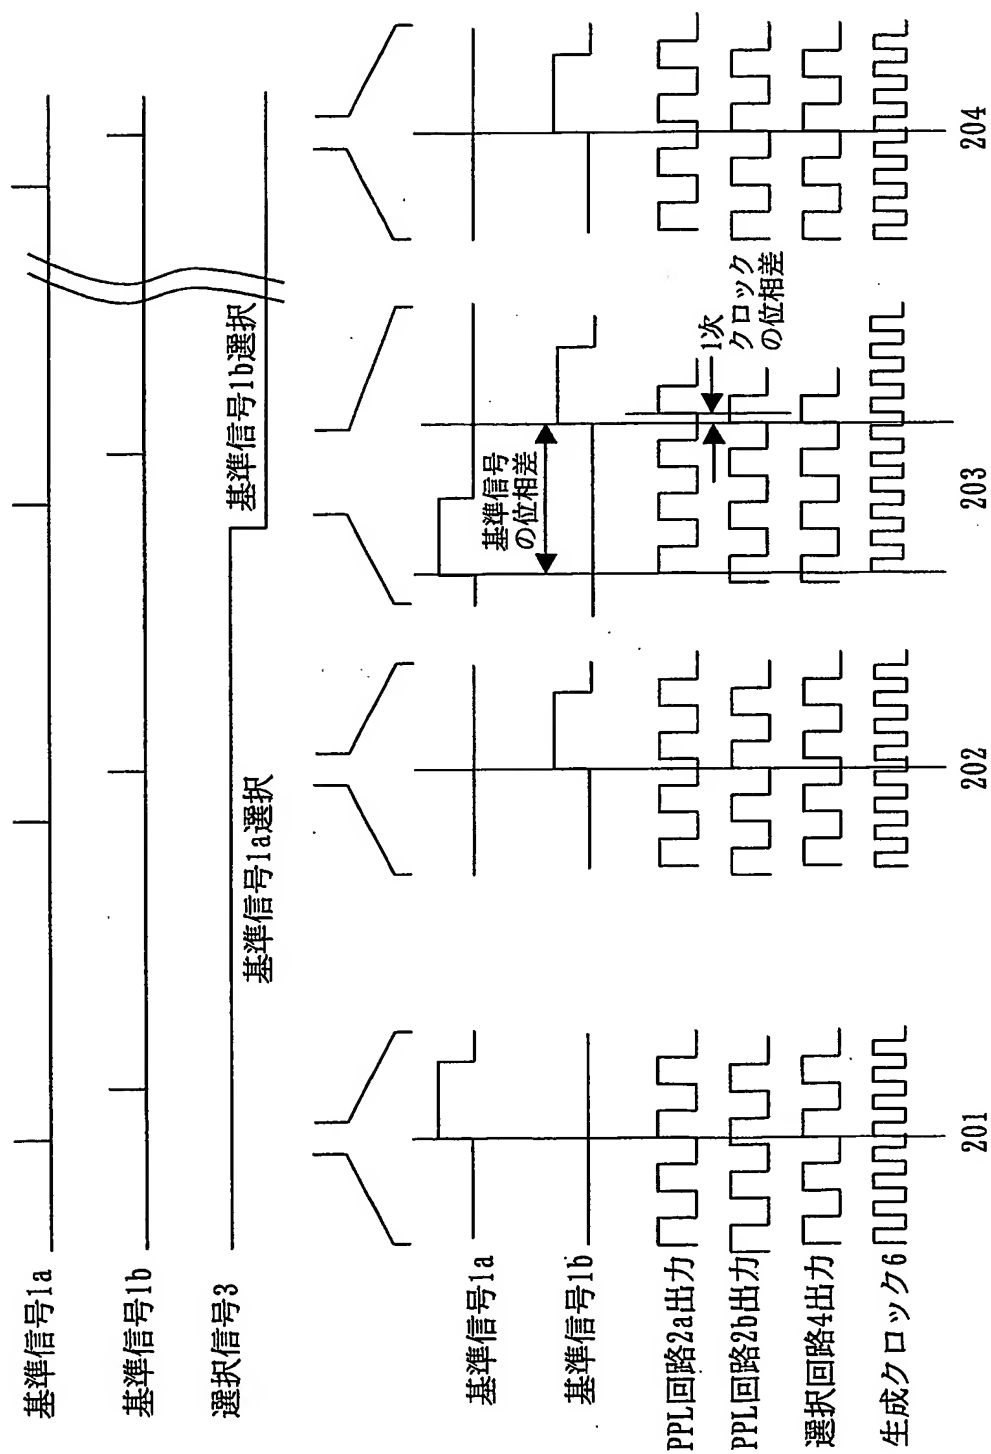 基準信号1a
基準信号1b
選択信号3
基準信号1a選択
基準信号1b選択
基準信号1a
基準信号1b
PPL回路2a出力
PPL回路2b出力
選択回路4出力
生成クロック6
基準信号
の位相差
1次
クロック
の位相差
201
202
203
204